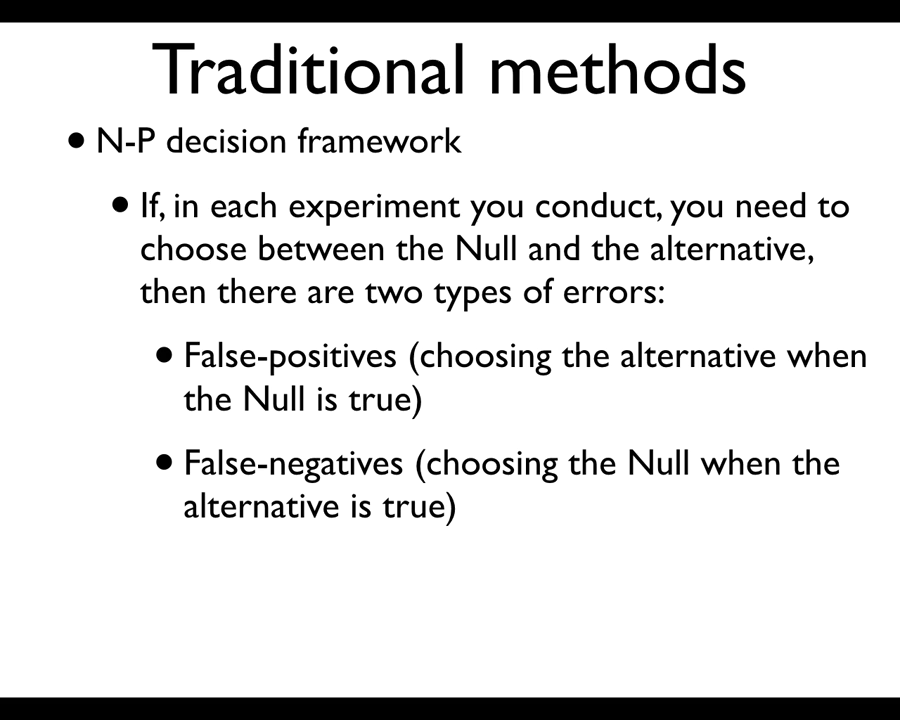 Traditional methods
• N-P decision framework
• If, in each experiment you conduct, you need to
choose between the Null and the alternative,
then there are two types of errors:
• False-positives (choosing the alternative when
the Null is true)
• False-negatives (choosing the Null when the
alternative is true)